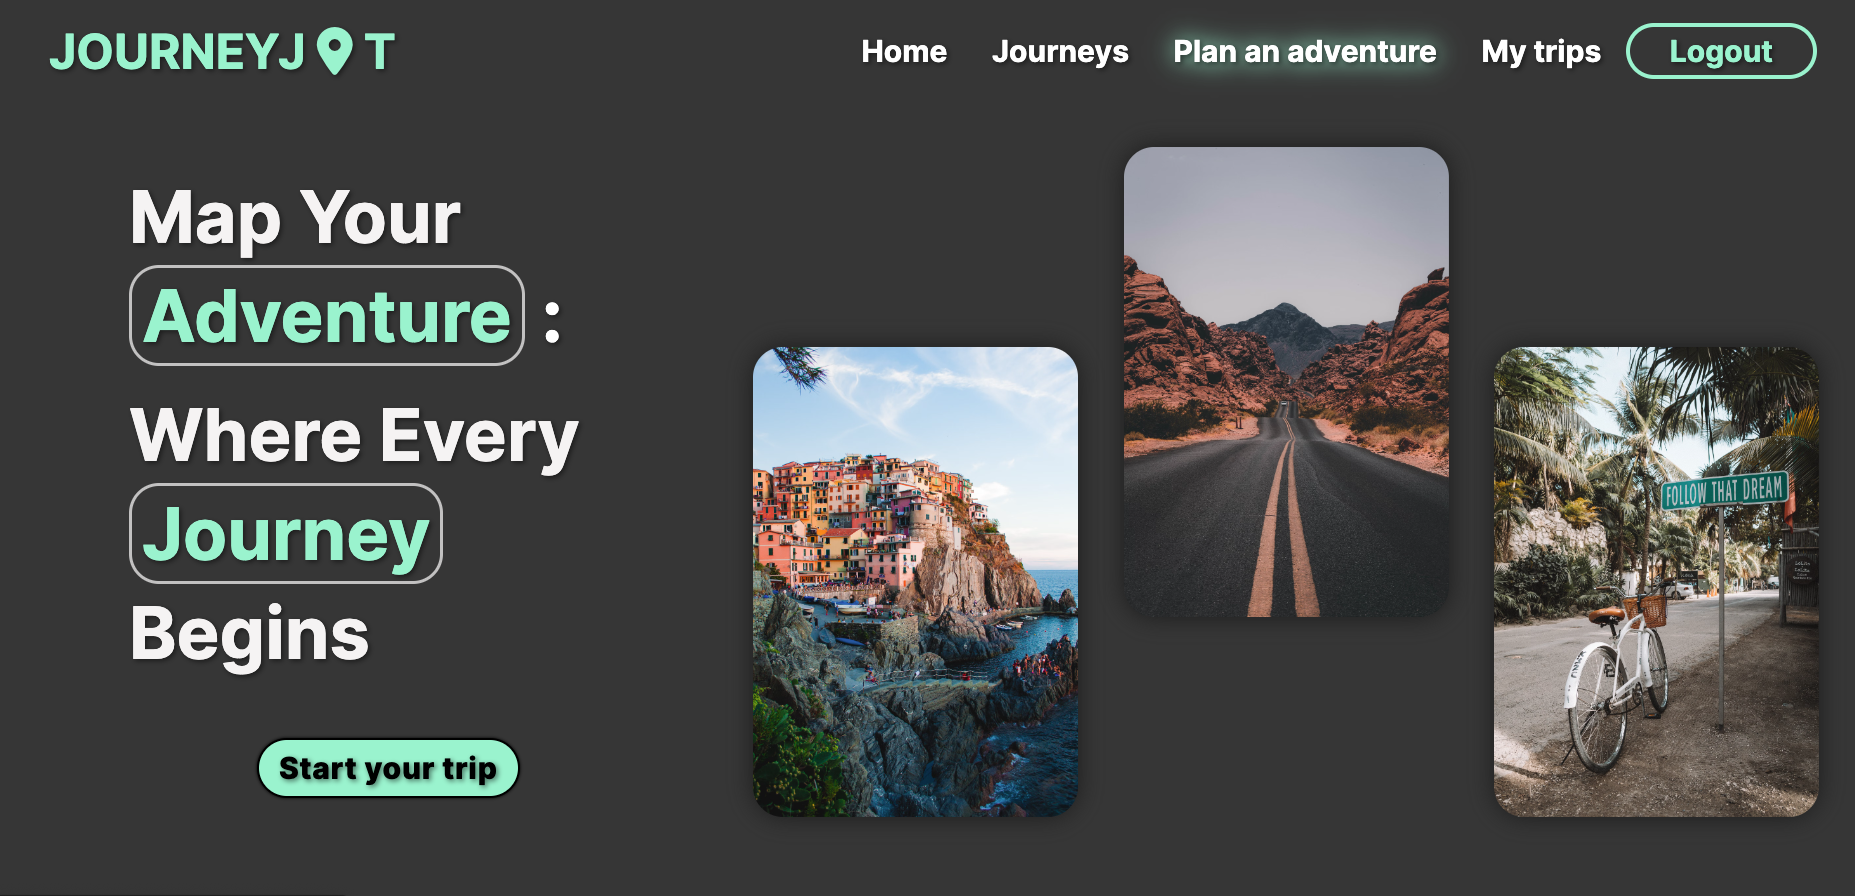 JOURNEYJ T
Home
Journeys
Plan an adventure
My trips
Logout
Map Your
Adventure :
Where Every
Journey
Begins
Start your trip
FOLLOW THAT DREAM